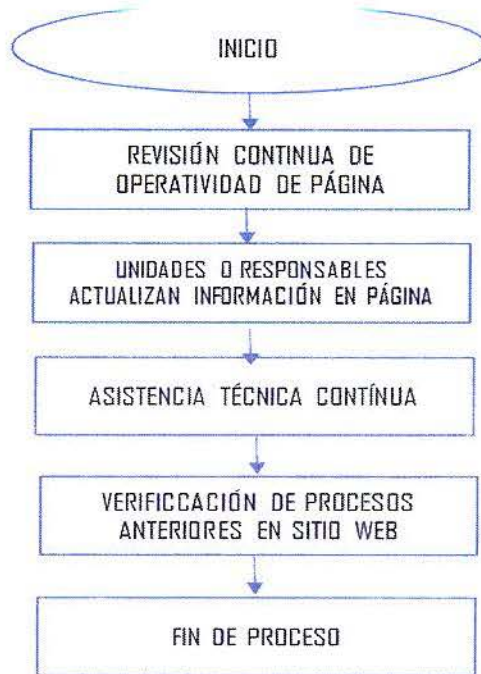 INICIO
REVISIÓN CONTINUA DE
OPERATIVIDAD DE PÁGINA
UNIDADES O RESPONSABLES
ACTUALIZAN INFORMACIÓN EN PÁGINA
ASISTENCIA TÉCNICA CONTÍNUA
VERIFICCACIÓN DE PROCESOS
ANTERIORES EN SITIO WEB
FIN DE PROCESO